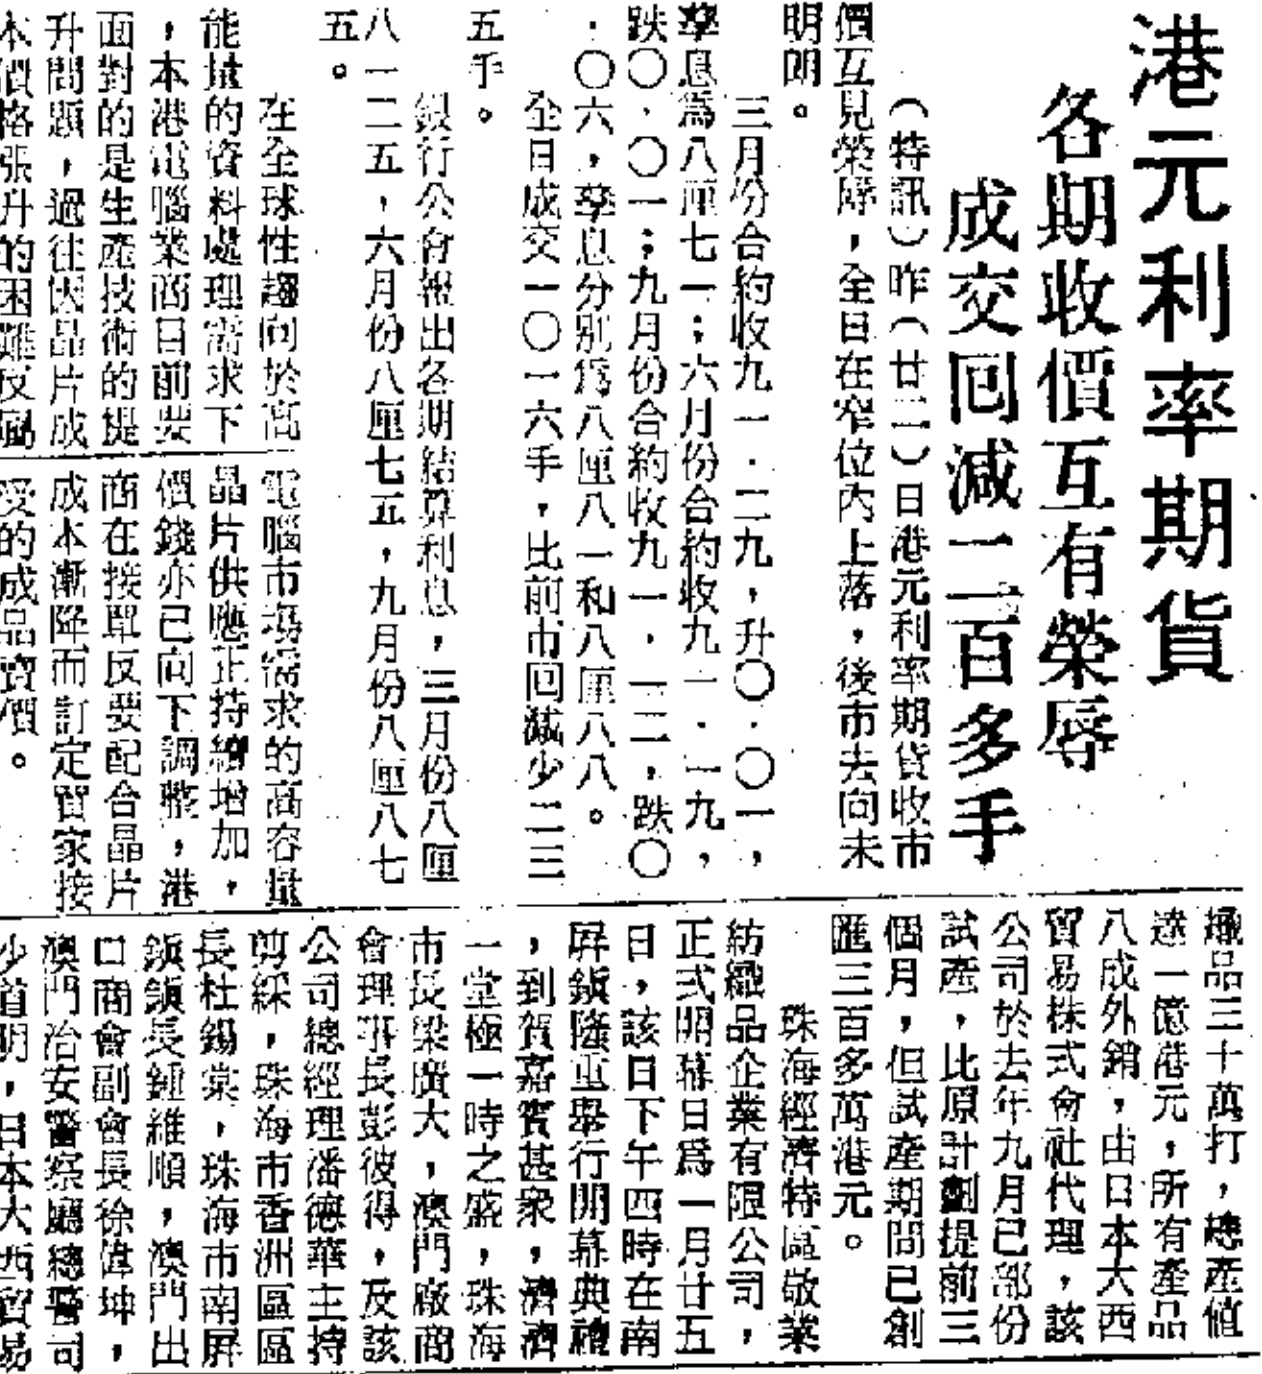 港元利率期貨
各期收價互有榮辱
成交回減二百多手
（特訊）昨（廿二）日港元利率期貨收市
價互見榮辱，全日在窄位內上落，後市去向未
明朗。
三月份合約收九一．二九，升〇．〇一，
孳息為八厘七一；六月份合約收九一．一九，
跌〇．〇一；九月份合約收九一．一二，跌〇
．〇六，孳息分別為八厘八一和八厘八八。
全日成交一〇一六手，比前市回減少二三
五手。
銀行公會報出各期結算利息，三月份八厘
八一二五，六月份八厘七五，九月份八厘八七
五。
在全球性趨向於高
能量的資料處理需求下
，本港電腦業商目前要
面對的是生產技術的提
升問題，過往因晶片成
本價格漲升的困難反屬
電腦市場需求的高容量
晶片供應正持續增加，
價錢亦已向下調整，港
商在接單反要配合晶片
成本漸降而訂定買家接
受的成品賣價。
織品三十萬打，總產值
達一億港元，所有產品
八成外銷，由日本大西
貿易株式會社代理，該
公司於去年九月已部份
試產，比原計劃提前三
個月，但試產期間已創
匯三百多萬港元。
珠海經濟特區敬業
紡織品企業有限公司，
正式開幕日為一月廿五
日，該日下午四時在南
屏鎮隆重舉行開幕典禮
，到賀嘉賓甚衆，濟濟
一堂極一時之盛，珠海
市長梁廣大，澳門廠商
會理事長彭彼得，及該
公司總經理潘德華主持
剪綵，珠海市香洲區區
長杜錫棠，珠海市南屏
鎮鎮長鍾維順，澳門出
口商會副會長徐偉坤，
澳門治安警察廳總警司
少首明，日本大西貿易